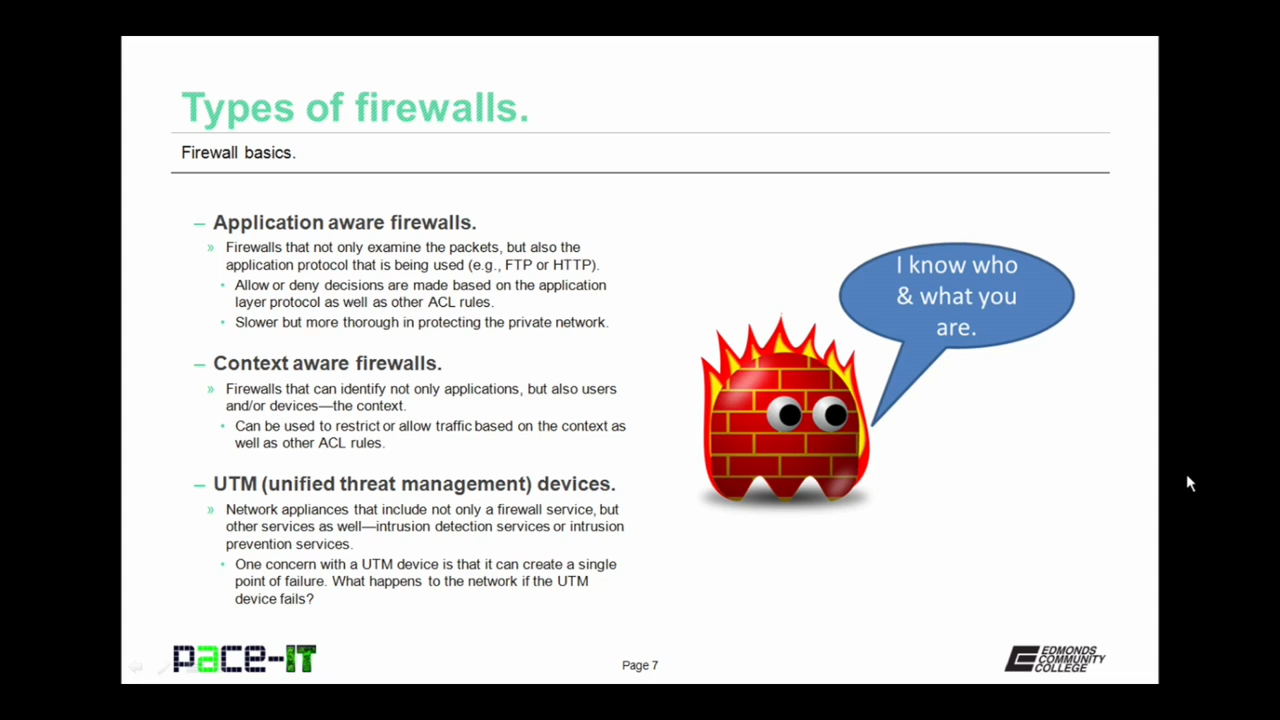 Types of firewalls.
Firewall basics.
– Application aware firewalls.
» Firewalls that not only examine the packets, but also the
application protocol that is being used (e.g., FTP or HTTP).
• Allow or deny decisions are made based on the application
layer protocol as well as other ACL rules.
• Slower but more thorough in protecting the private network.
– Context aware firewalls.
» Firewalls that can identify not only applications, but also users
and/or devices—the context.
• Can be used to restrict or allow traffic based on the context as
well as other ACL rules.
– UTM (unified threat management) devices.
» Network appliances that include not only a firewall service, but
other services as well—intrusion detection services or intrusion
prevention services.
• One concern with a UTM device is that it can create a single
point of failure. What happens to the network if the UTM
device fails?
I know who
& what you
are.
pace-IT
Page 7
EDMONDS
COMMUNITY
COLLEGE